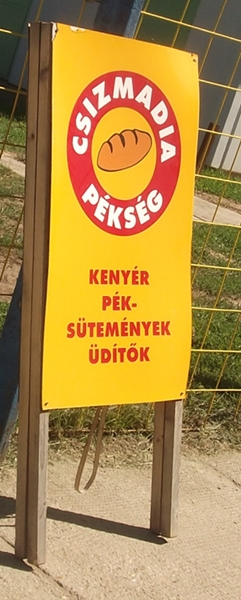 CSIZMADIA
PÉKSÉG
KENYÉR
PÉK-
SÜTEMÉNYEK
ÜDÍTŐK